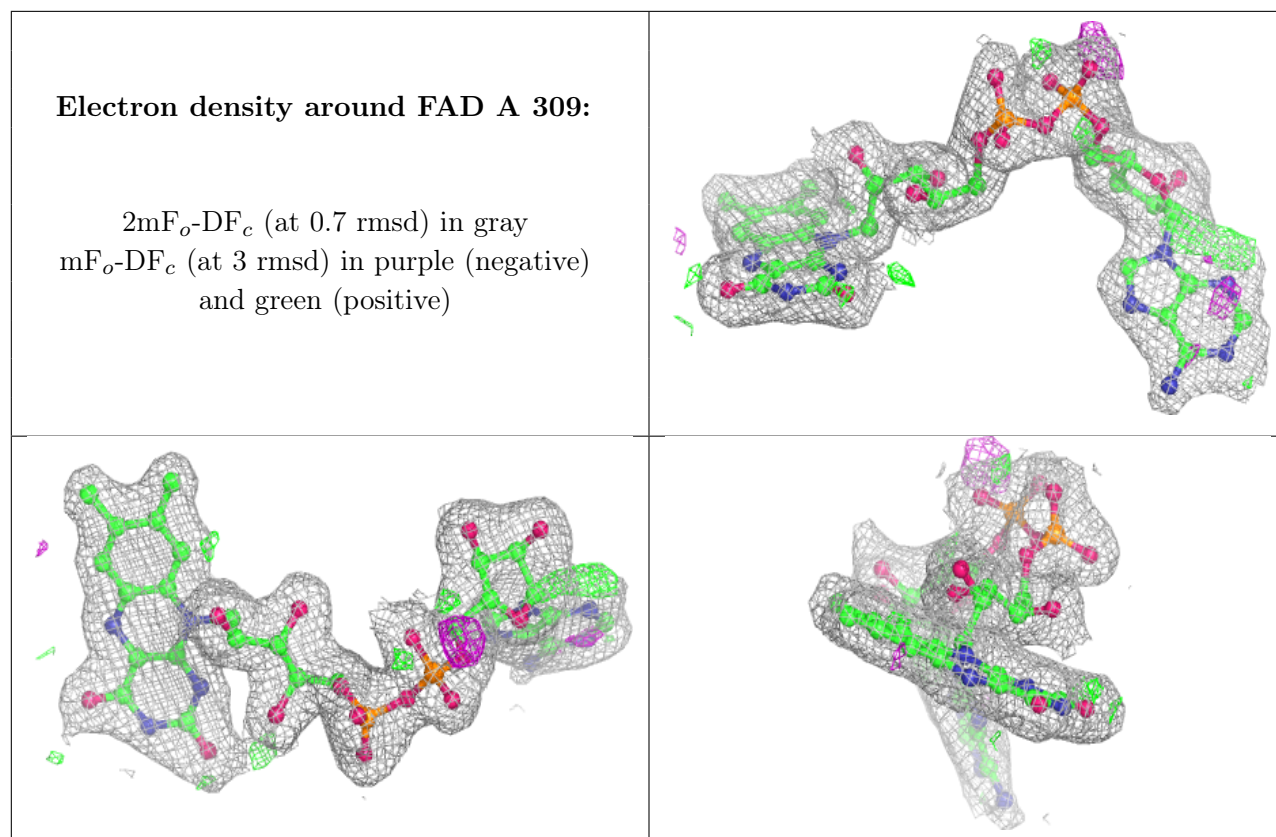 Electron density around FAD A 309:
2mFo-DFc (at 0.7 rmsd) in gray
mFo-DFc (at 3 rmsd) in purple (negative)
and green (positive)